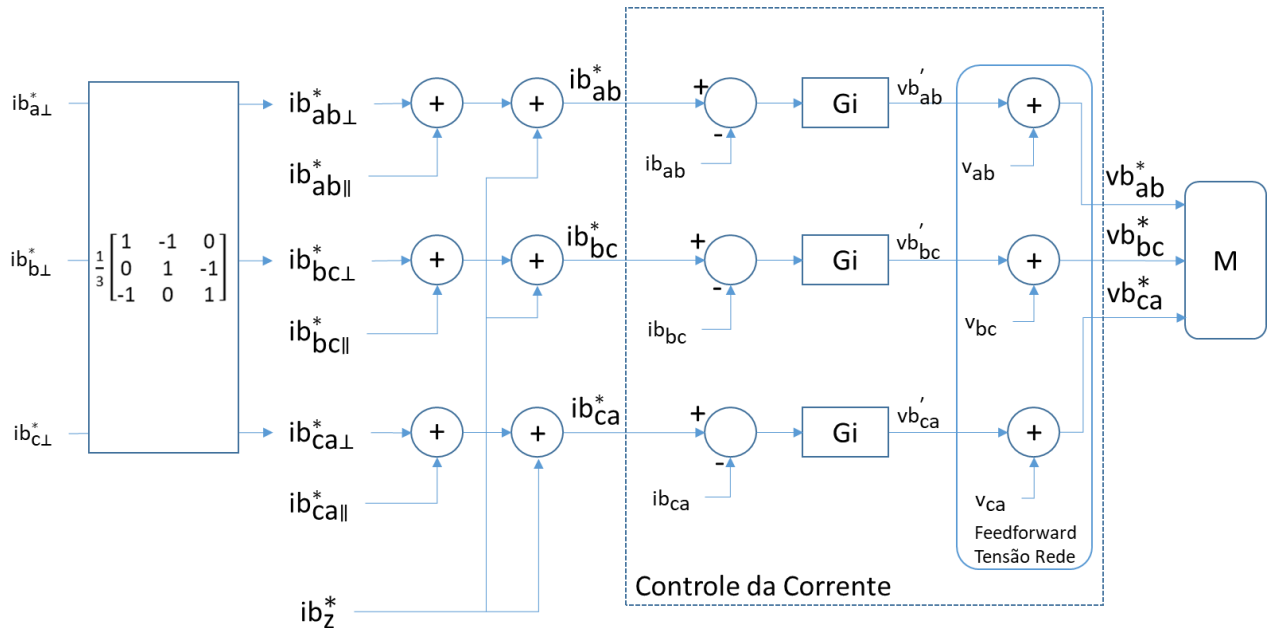 ib*a⊥
ib*b⊥
ib*c⊥
1/3 [1 -1 0
0 1 -1
-1 0 1]
ib*ab⊥
+
+
ib*ab
+
-
ibab
Gi
vb'ab
+
vab
ib*ab∥
ib*bc⊥
+
+
ib*bc
+
-
ibbc
Gi
vb'bc
+
vbc
ib*bc∥
ib*ca⊥
+
+
ib*ca
+
-
ibca
Gi
vb'ca
+
vca
ib*ca∥
ib*z
Feedforward
Tensão Rede
Controle da Corrente
vb*ab
vb*bc
vb*ca
M